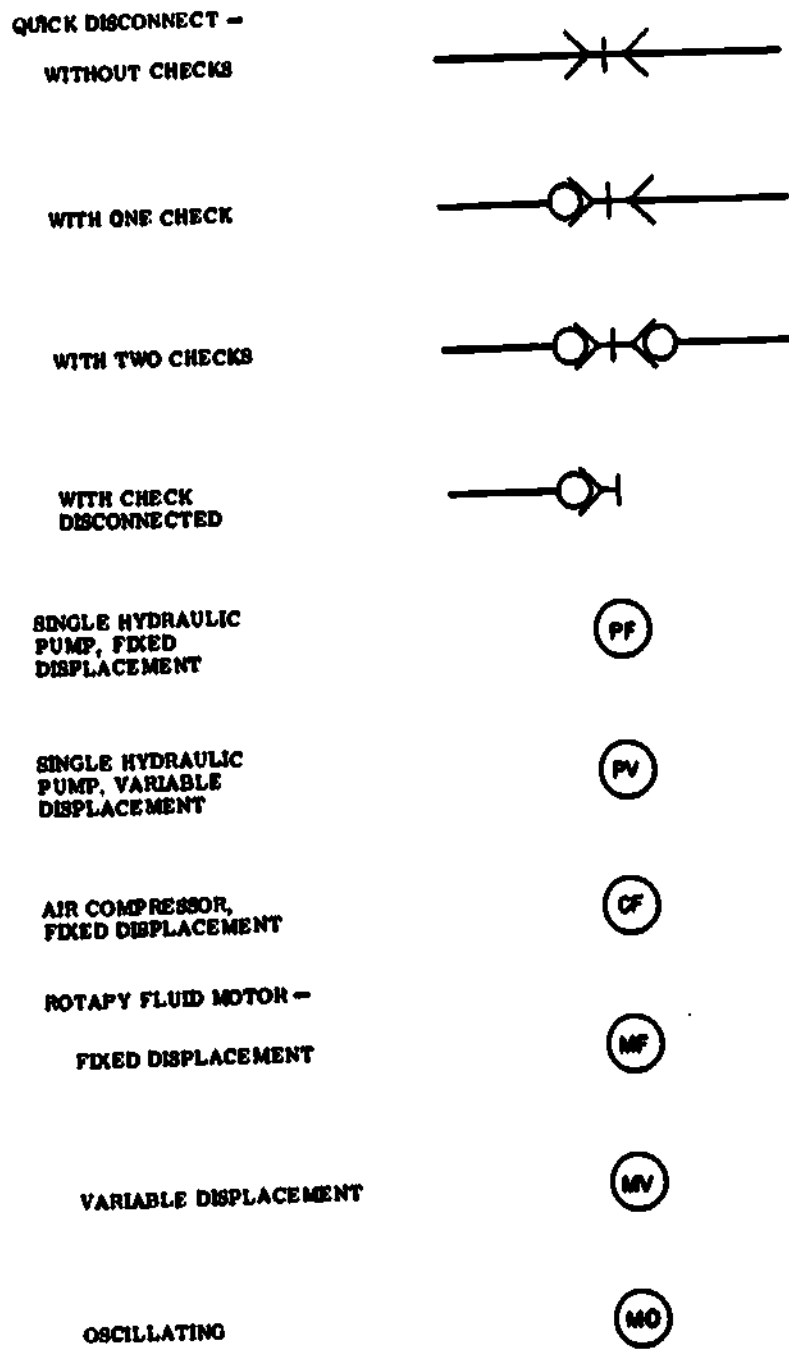 QUICK DISCONNECT -
WITHOUT CHECKS
WITH ONE CHECK
WITH TWO CHECKS
WITH CHECK
DISCONNECTED
SINGLE HYDRAULIC
PUMP, FIXED
DISPLACEMENT
PF
SINGLE HYDRAULIC
PUMP, VARIABLE
DISPLACEMENT
PV
AIR COMPRESSOR,
FIXED DISPLACEMENT
CF
ROTAPY FLUID MOTOR -
FIXED DISPLACEMENT
MF
VARIABLE DISPLACEMENT
MV
OSCILLATING
MO